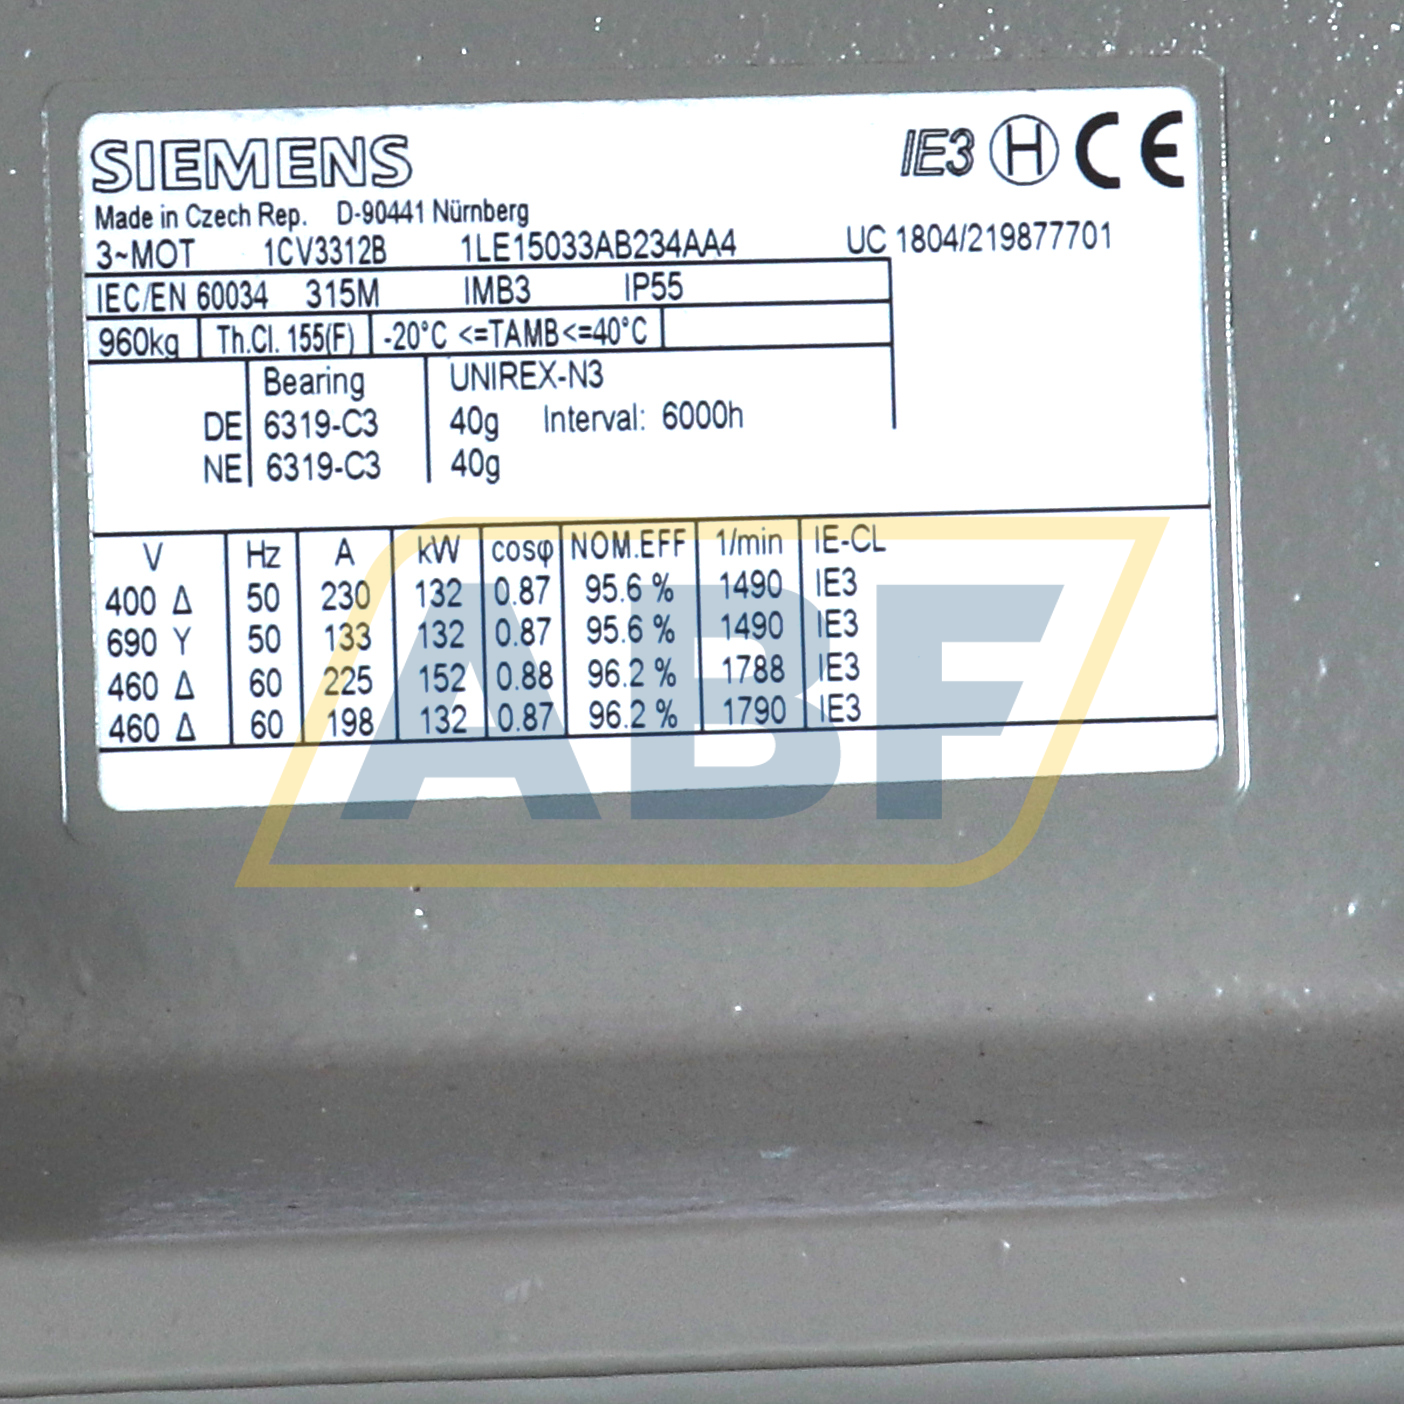 SIEMENS IE3 H CE
Made in Czech Rep. D-90441 Nürnberg
3~MOT 1CV3312B 1LE15033AB234AA4 UC 1804/219877701
IEC/EN 60034 315M IMB3 IP55
960kg Th.Cl. 155(F) -20°C <=TAMB<=40°C
Bearing UNIREX-N3
DE 6319-C3 40g Interval: 6000h
NE 6319-C3 40g
V Hz A kW cosφ NOM.EFF 1/min IE-CL
400 Δ 50 230 132 0.87 95.6 % 1490 IE3
690 Y 50 133 132 0.87 95.6 % 1490 IE3
460 Δ 60 225 152 0.88 96.2 % 1788 IE3
460 Δ 60 198 132 0.87 96.2 % 1790 IE3
ABF